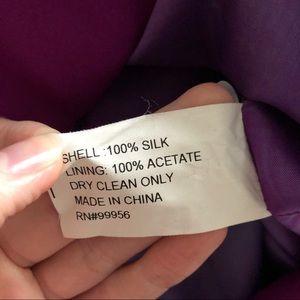 SHELL :100% SILK
LINING: 100% ACETATE
DRY CLEAN ONLY
MADE IN CHINA
RN#99956